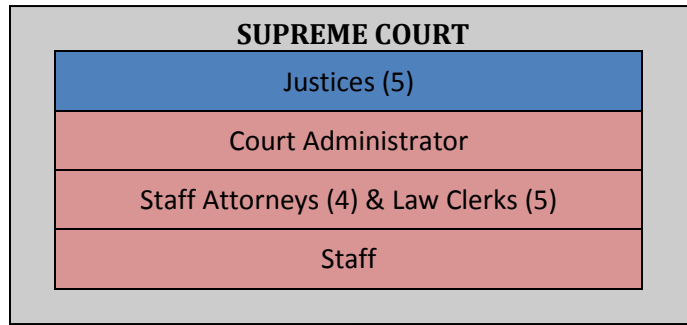 SUPREME COURT
Justices (5)
Court Administrator
Staff Attorneys (4) & Law Clerks (5)
Staff